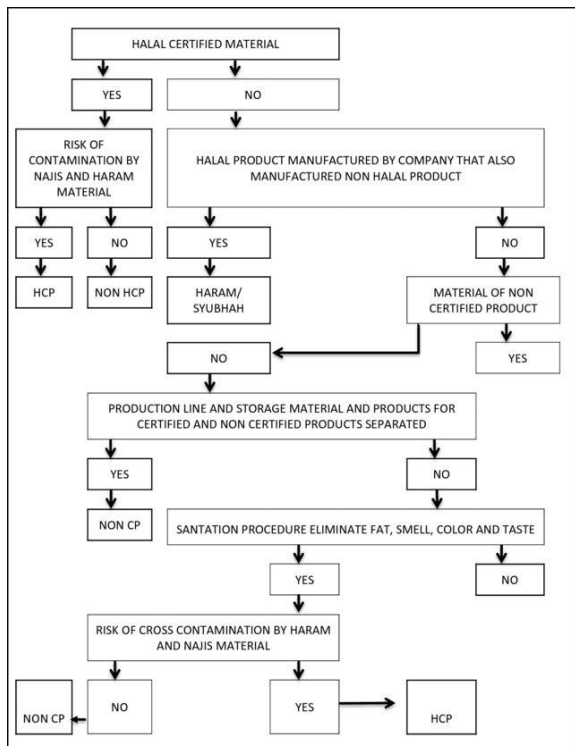 HALAL CERTIFIED MATERIAL
YES
NO
RISK OF
CONTAMINATION BY
NAJIS AND HARAM
MATERIAL
HALAL PRODUCT MANUFACTURED BY COMPANY THAT ALSO
MANUFACTURED NON HALAL PRODUCT
YES
NO
YES
NO
HCP
NON HCP
HARAM/
SYUBHAH
MATERIAL OF NON
CERTIFIED PRODUCT
NO
YES
PRODUCTION LINE AND STORAGE MATERIAL AND PRODUCTS FOR
CERTIFIED AND NON CERTIFIED PRODUCTS SEPARATED
YES
NO
NON CP
SANTATION PROCEDURE ELIMINATE FAT, SMELL, COLOR AND TASTE
YES
NO
RISK OF CROSS CONTAMINATION BY HARAM
AND NAJIS MATERIAL
NON CP
NO
YES
HCP